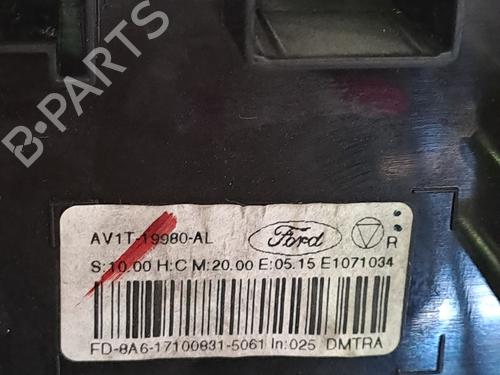 B-PARTS
AV1T-19980-AL Ford R
S:10.00 H:C M:20.00 E:05.15 E1071034
FD-8A6-17100831-5061 In:025 DMTRA